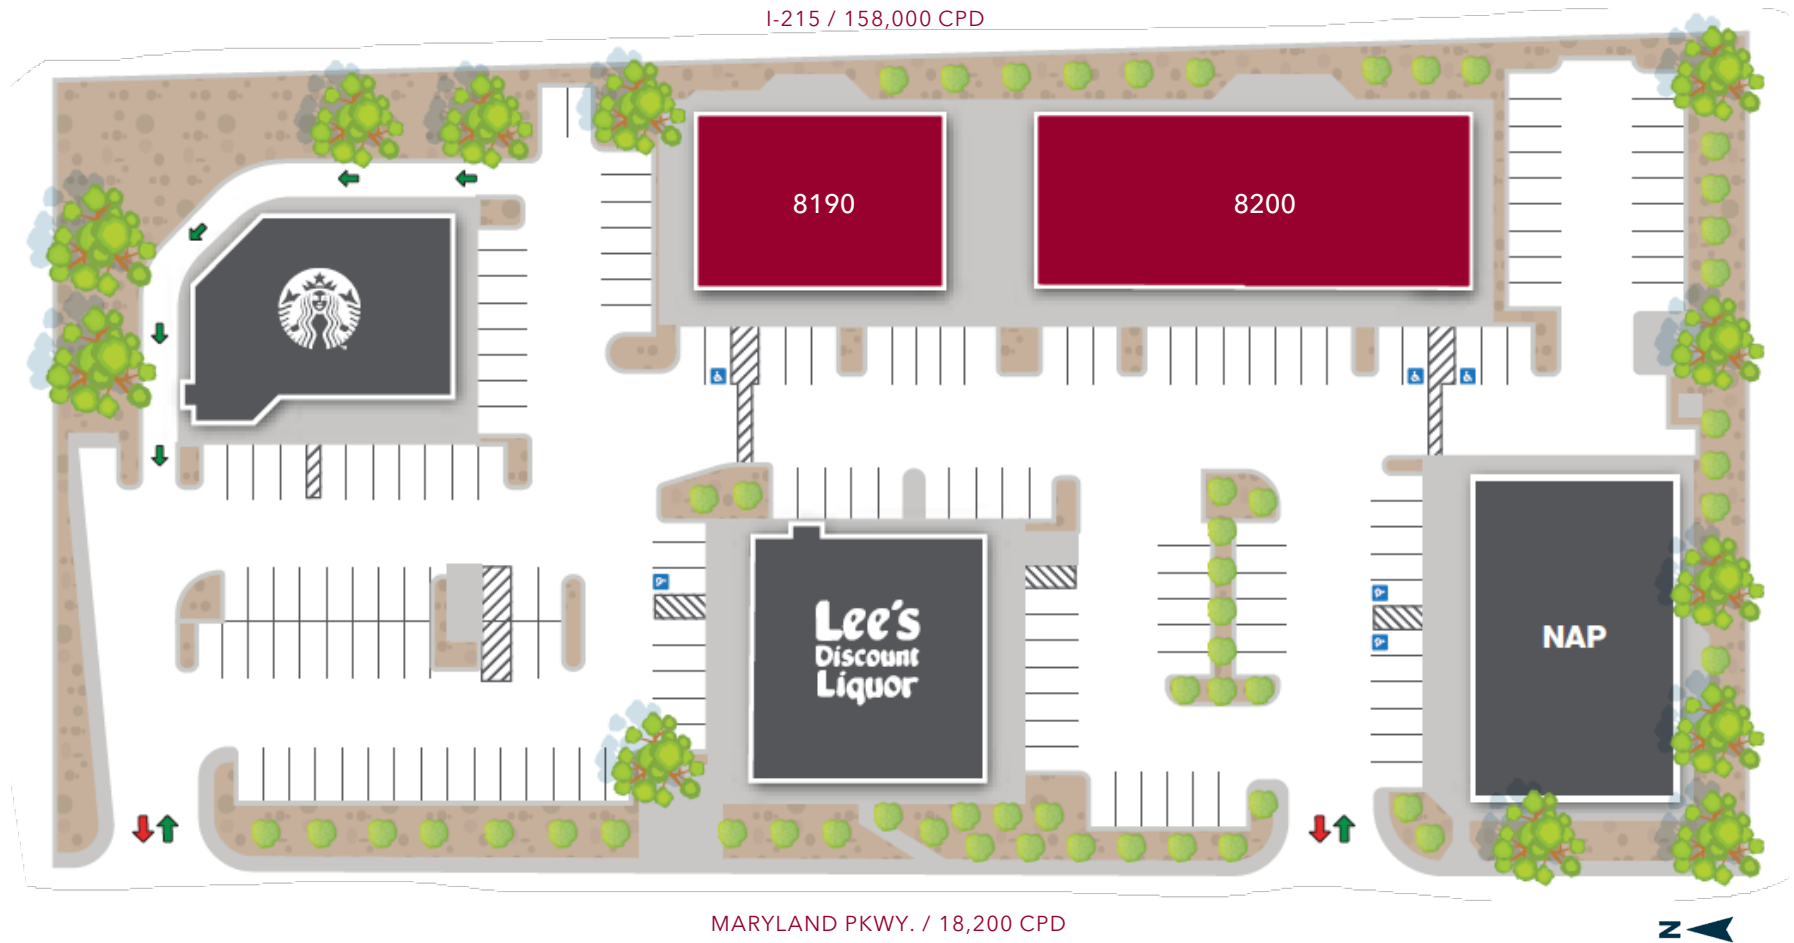 I-215 / 158,000 CPD
8190
8200
Lee's
Discount
Liquor
NAP
MARYLAND PKWY. / 18,200 CPD
N